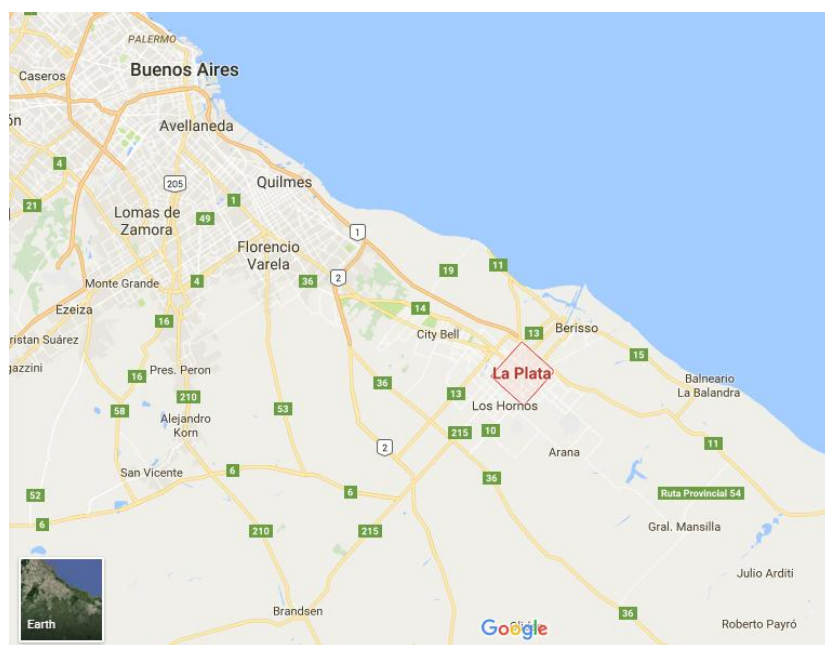 PALERMO
Buenos Aires
Caseros
ón
Avellaneda
4
205
Quilmes
21
1
Lomas de
Zamora
49
1
Florencio
Varela
19
11
2
36
4
Monte Grande
14
Ezeiza
16
City Bell
13
Berisso
ristan Suárez
15
gazzini
Pres. Peron
16
La Plata
Balneario
La Balandra
36
13
210
58
53
Los Hornos
Alejandro
Korn
215
10
11
2
Arana
San Vicente
6
36
52
6
Ruta Provincial 54
6
210
215
Gral. Mansilla
Julio Arditi
Brandsen
36
Earth
Google
Roberto Payró